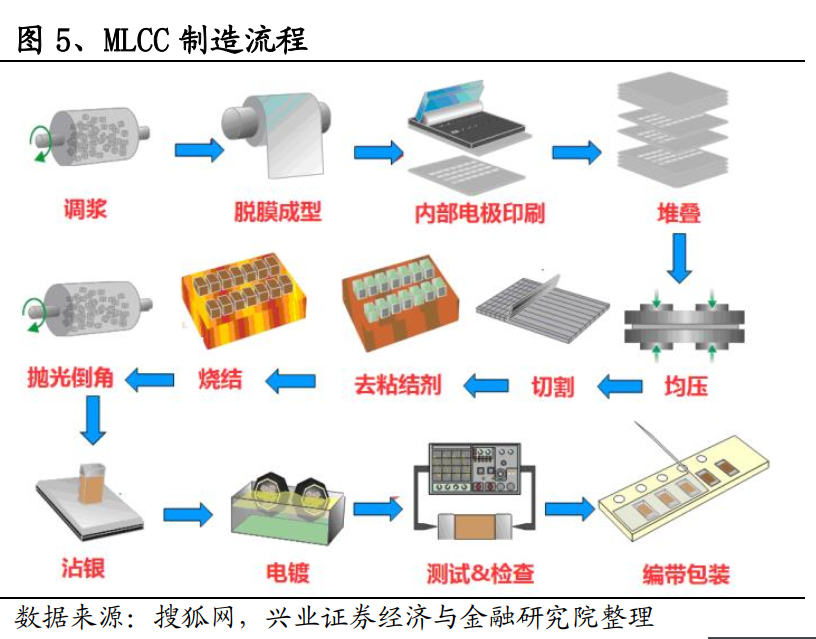 图 5、MLCC 制造流程
调浆
脱膜成型
内部电极印刷
堆叠
抛光倒角
烧结
去粘结剂
切割
均压
沾银
电镀
测试&检查
编带包装
数据来源：搜狐网，兴业证券经济与金融研究院整理